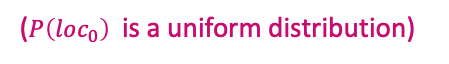 (P(loc₀) is a uniform distribution)